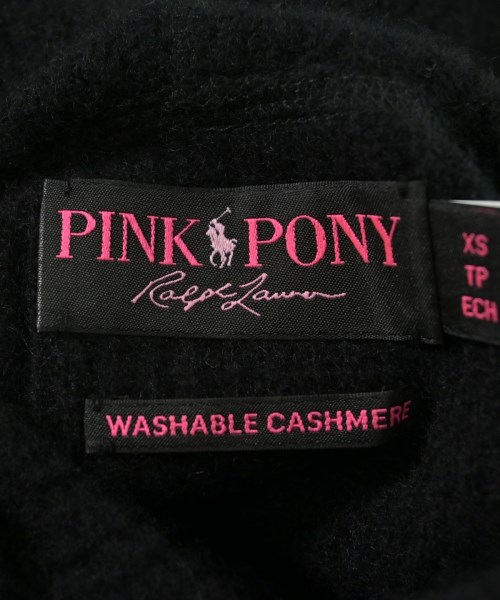 PINK PONY
Ralph Lauren
XS
TP
ECH
WASHABLE CASHMERE